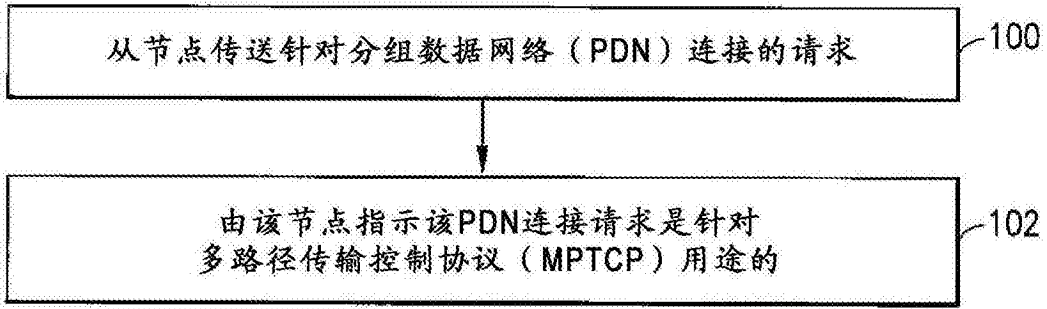 从节点传送针对分组数据网络（PDN）连接的请求
100
由该节点指示该PDN连接请求是针对
多路径传输控制协议（MPTCP）用途的
102